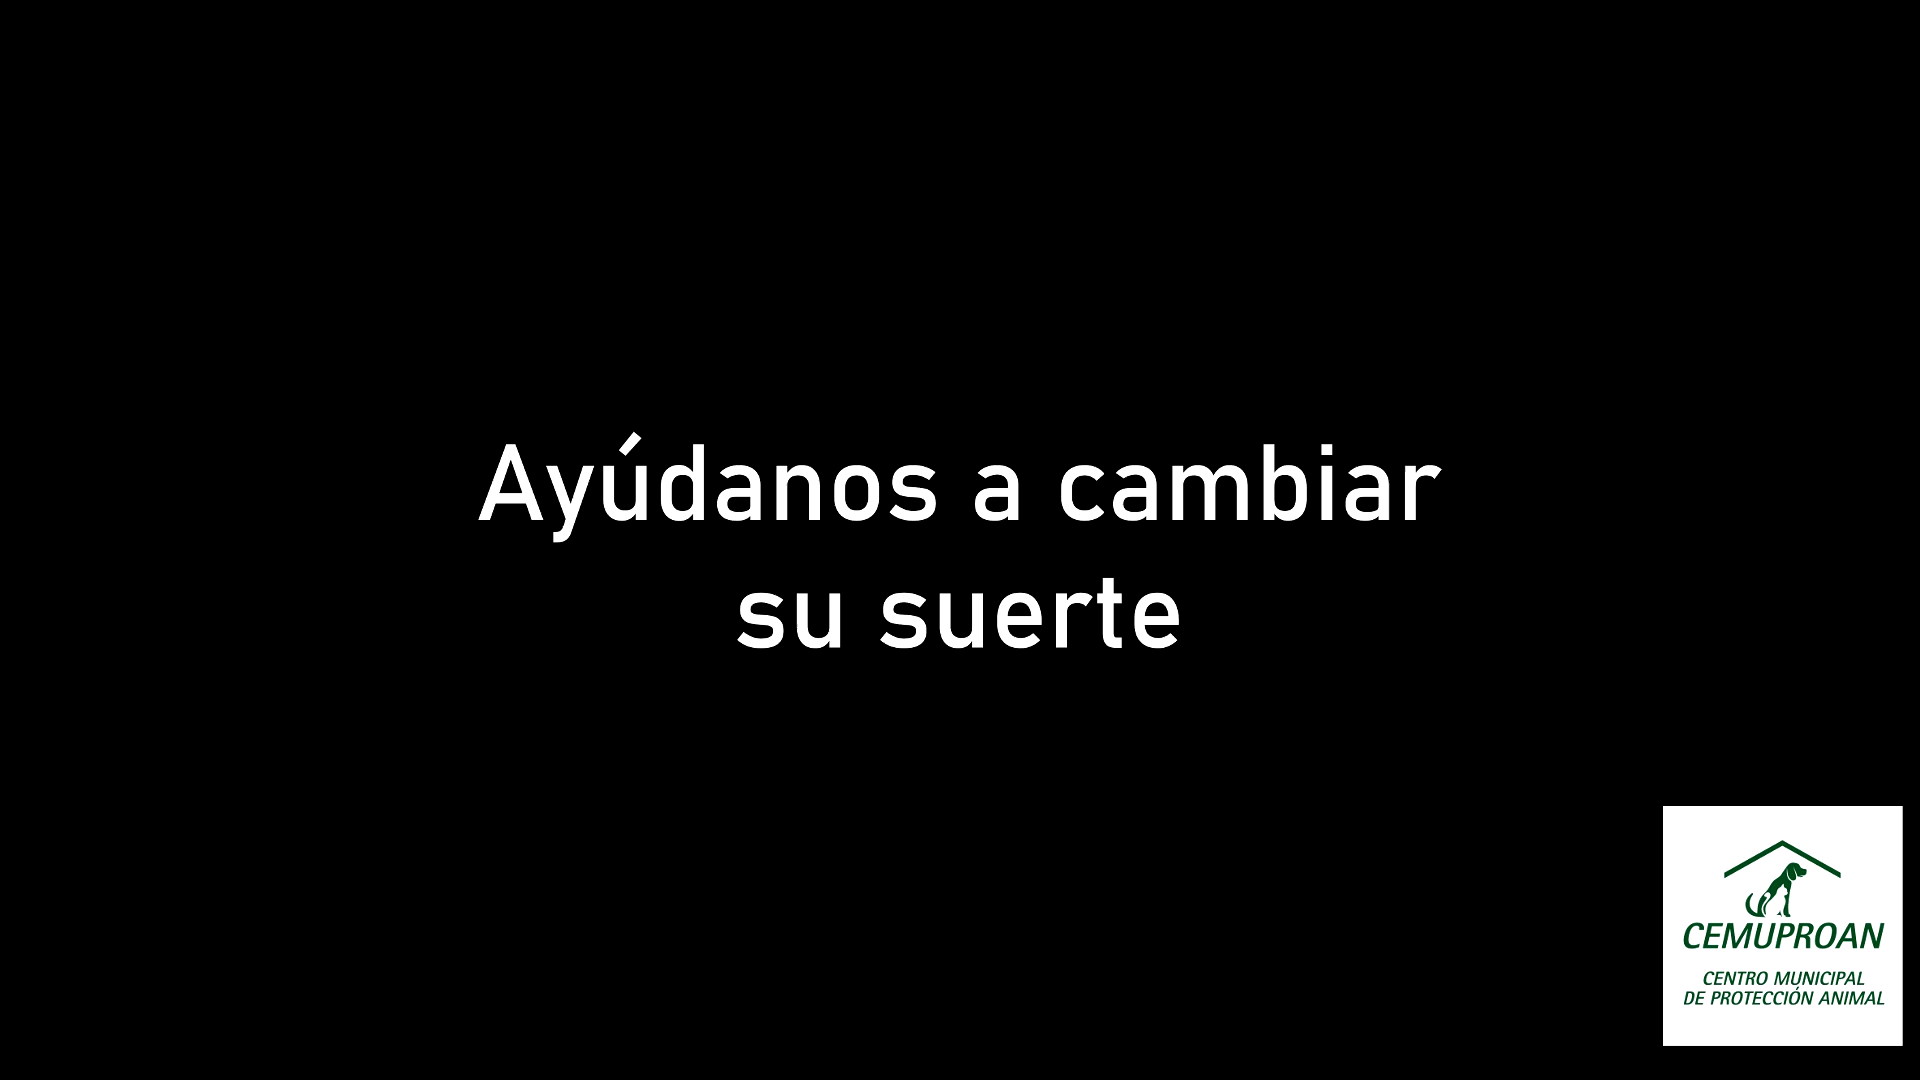 Ayúdanos a cambiar
su suerte
CEMUPROAN
CENTRO MUNICIPAL
DE PROTECCIÓN ANIMAL